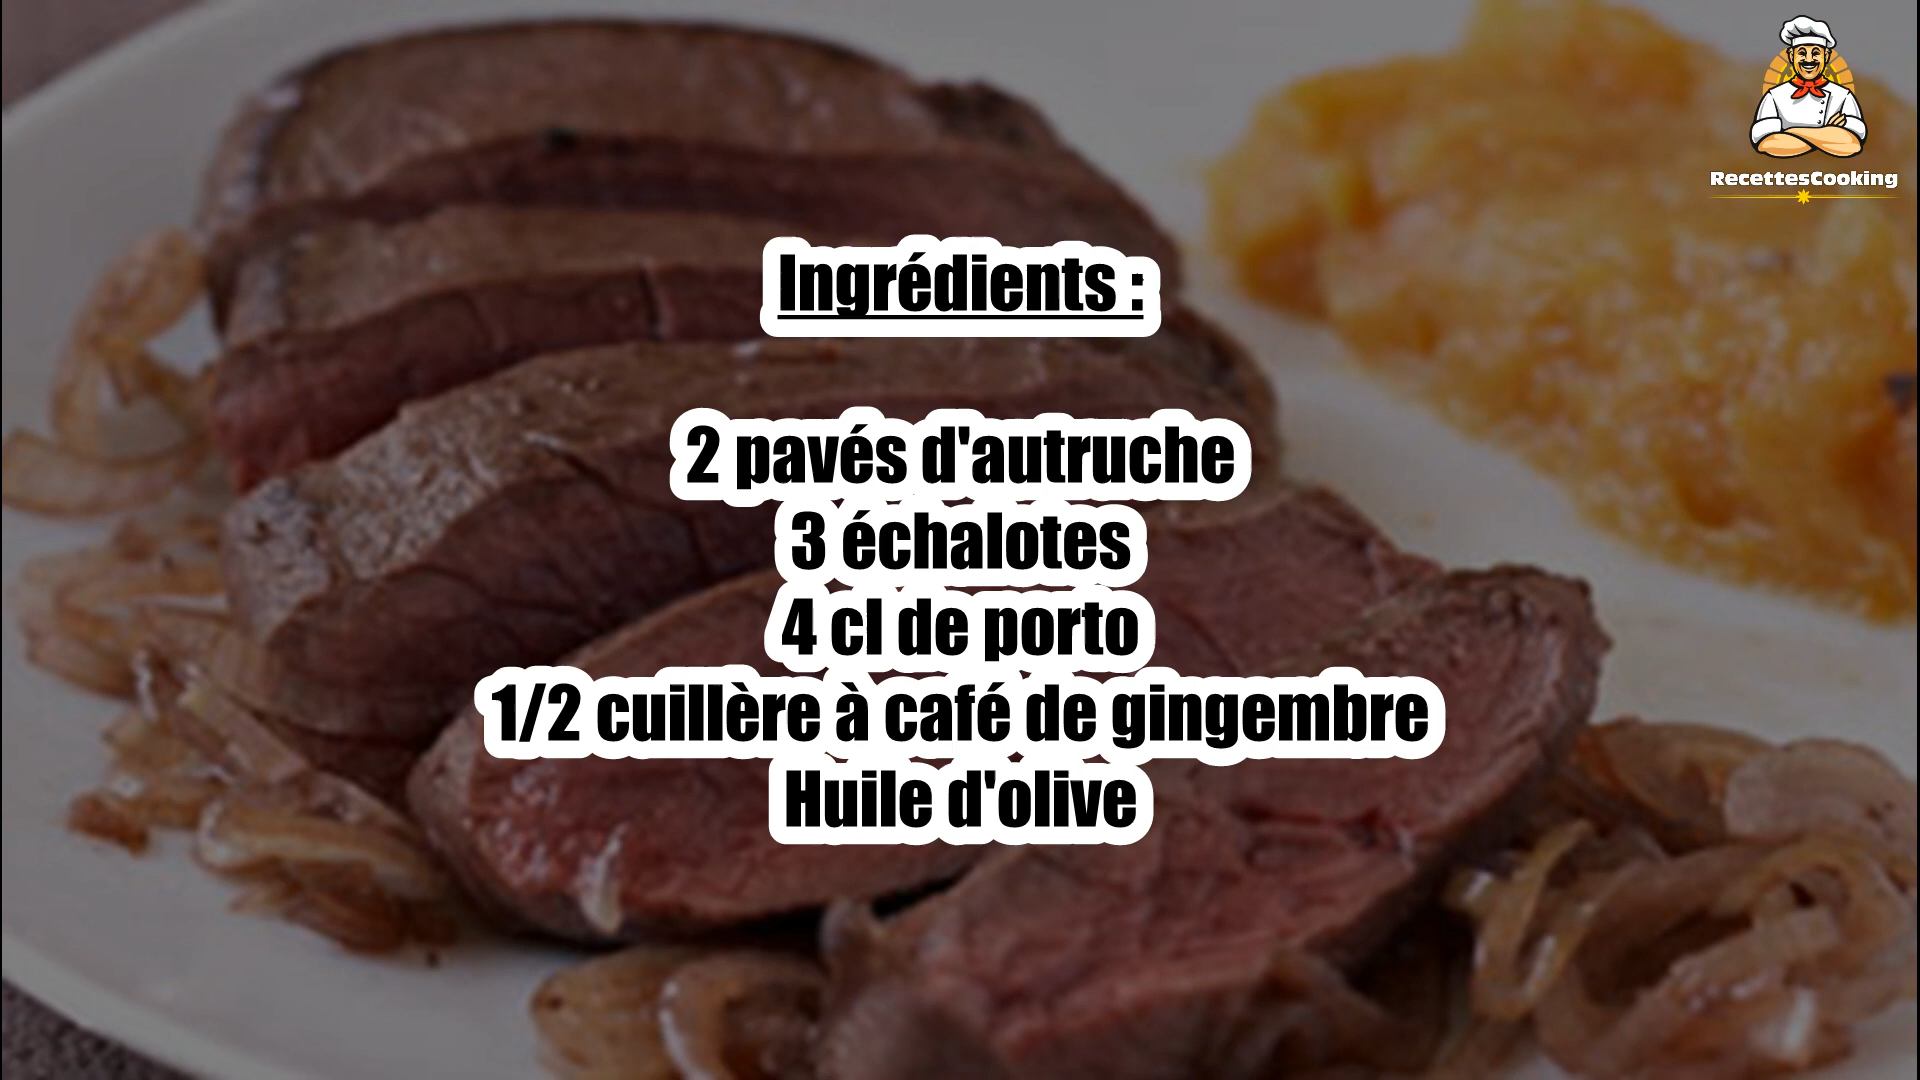 RecettesCooking
Ingrédients :
2 pavés d'autruche
3 échalotes
4 cl de porto
1/2 cuillère à café de gingembre
Huile d'olive